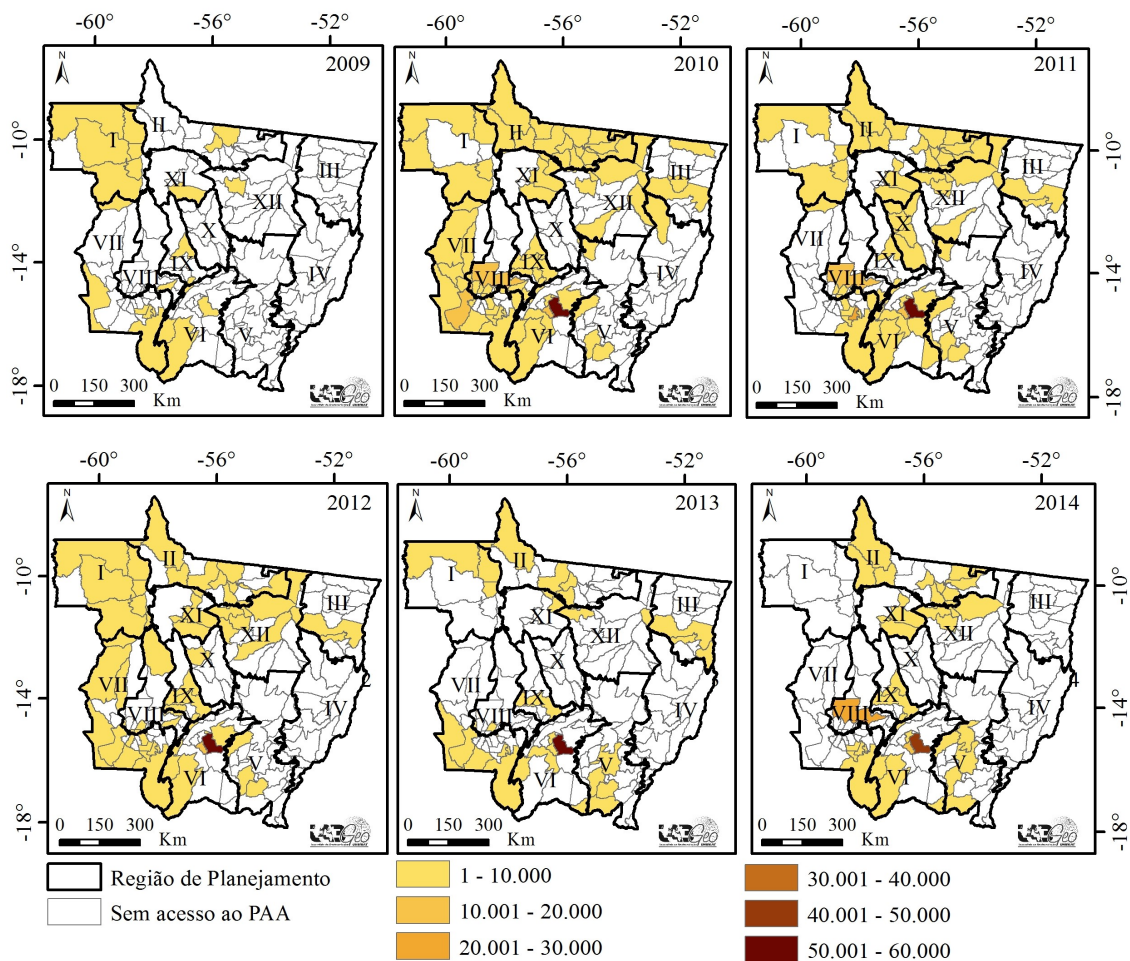 -60° -56° -52° -60° -56° -52° -60° -56° -52°
N 2009
N 2010
N 2011
-10°
-14°
-18°
-10°
-14°
-18°
I II III IV V VI VII VIII IX X XI XII
I II III IV V VI VII VIII IX X XI XII
I II III IV V VI VII VIII IX X XI XII
0 150 300 Km
0 150 300 Km
0 150 300 Km
Geo
Geo
Geo
-60° -56° -52° -60° -56° -52° -60° -56° -52°
N 2012
N 2013
N 2014
-10°
-14°
-18°
-10°
-14°
-18°
I II III IV V VI VII VIII IX X XI XII
I II III IV V VI VII VIII IX X XI XII
I II III IV V VI VII VIII IX X XI XII
0 150 300 Km
0 150 300 Km
0 150 300 Km
Geo
Geo
Geo
Região de Planejamento
Sem acesso ao PAA
1 - 10.000
10.001 - 20.000
20.001 - 30.000
30.001 - 40.000
40.001 - 50.000
50.001 - 60.000